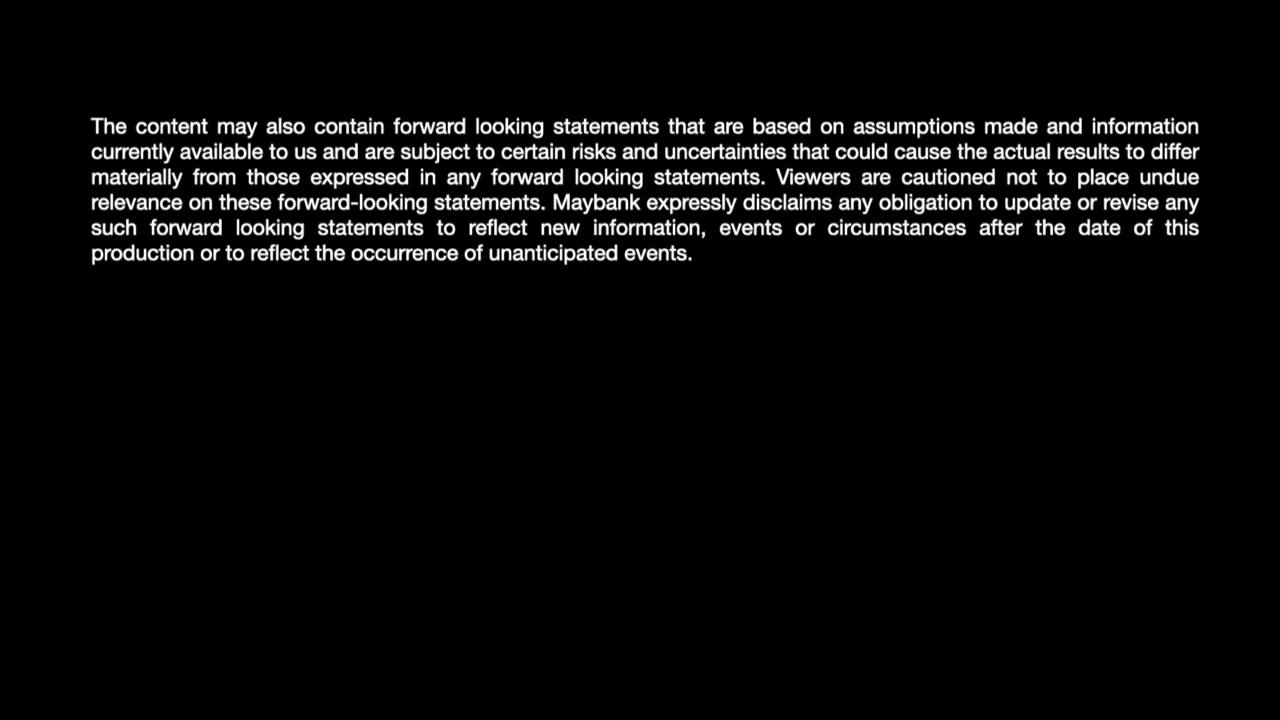 The content may also contain forward looking statements that are based on assumptions made and information
currently available to us and are subject to certain risks and uncertainties that could cause the actual results to differ
materially from those expressed in any forward looking statements. Viewers are cautioned not to place undue
relevance on these forward-looking statements. Maybank expressly disclaims any obligation to update or revise any
such forward looking statements to reflect new information, events or circumstances after the date of this
production or to reflect the occurrence of unanticipated events.